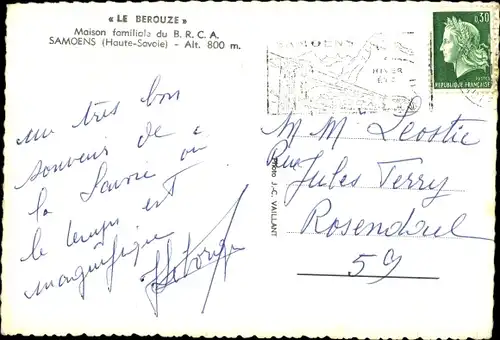 « LE BEROUZE »
Maison familiale du B. R. C. A.
SAMOENS (Haute-Savoie) - Alt. 800 m.
SAMOENS
HIVER
ETE
0,30
REPUBLIQUE FRANÇAISE
un très bon
souvenir de
la Savoie où
le temps est
magnifique
Photo J.-C. VAILLANT
M M Leostic
Rue Jules Ferry
Rosendael
59